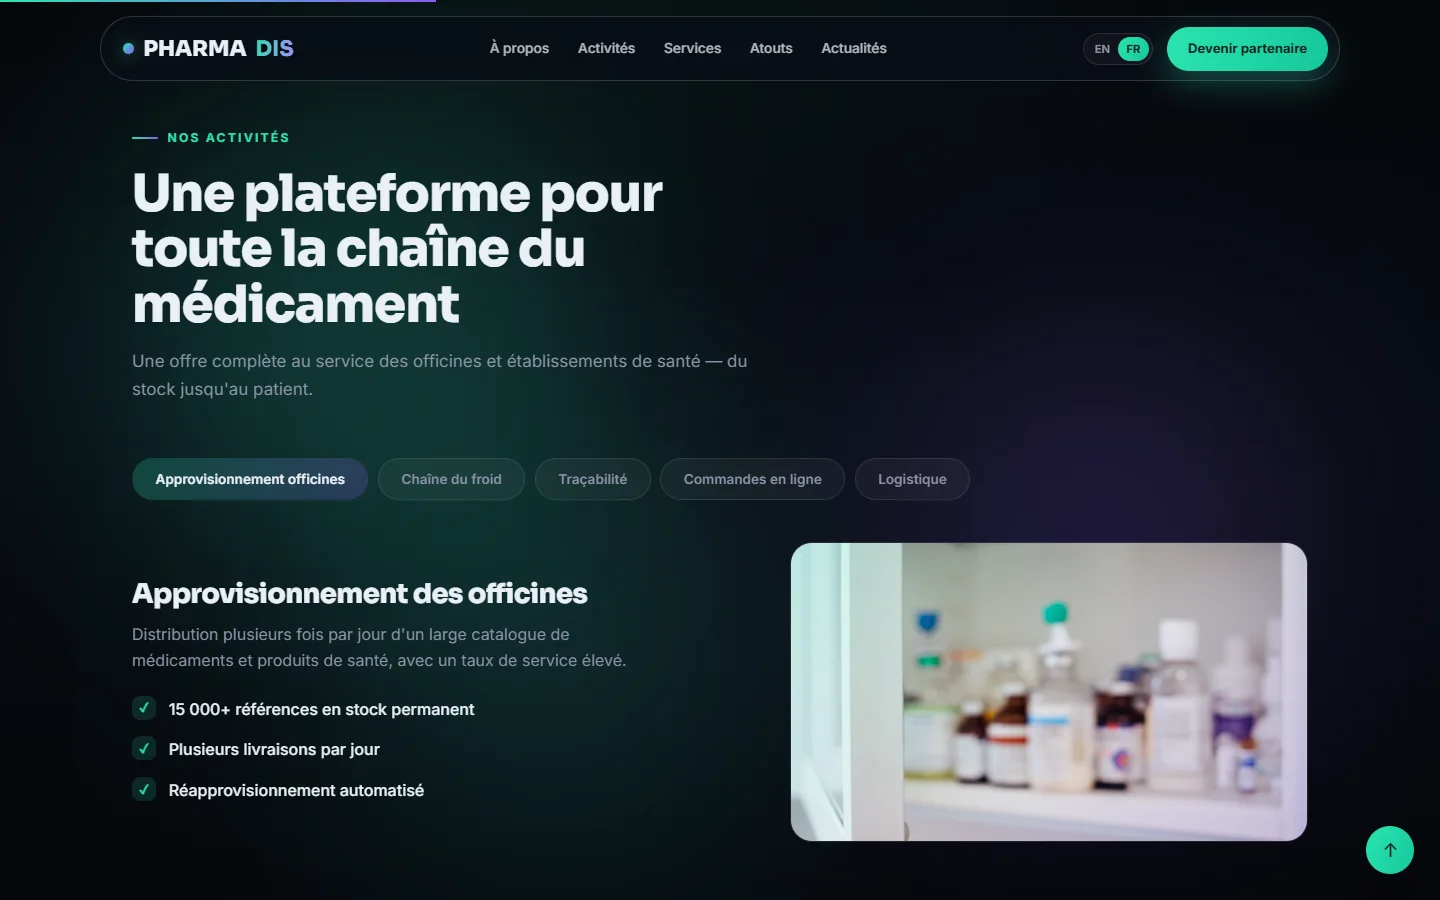 PHARMA DIS
À propos
Activités
Services
Atouts
Actualités
EN
FR
Devenir partenaire
NOS ACTIVITÉS
Une plateforme pour
toute la chaîne du
médicament
Une offre complète au service des officines et établissements de santé — du
stock jusqu'au patient.
Approvisionnement officines
Chaîne du froid
Traçabilité
Commandes en ligne
Logistique
Approvisionnement des officines
Distribution plusieurs fois par jour d'un large catalogue de
médicaments et produits de santé, avec un taux de service élevé.
15 000+ références en stock permanent
Plusieurs livraisons par jour
Réapprovisionnement automatisé